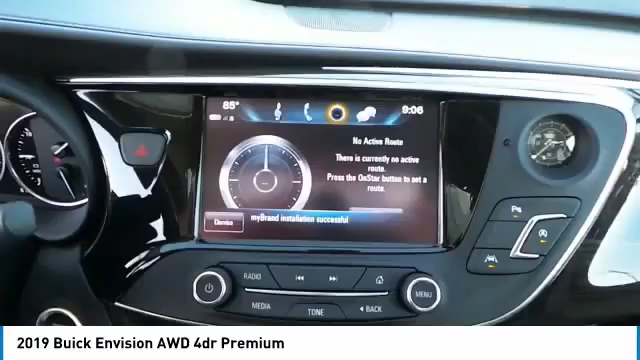 85°
9:06
No Active Route
There is currently no active
route.
Press the OnStar button to set a
route.
Dismiss
myBrand installation successful
RADIO
MEDIA
TONE
BACK
MENU
2019 Buick Envision AWD 4dr Premium